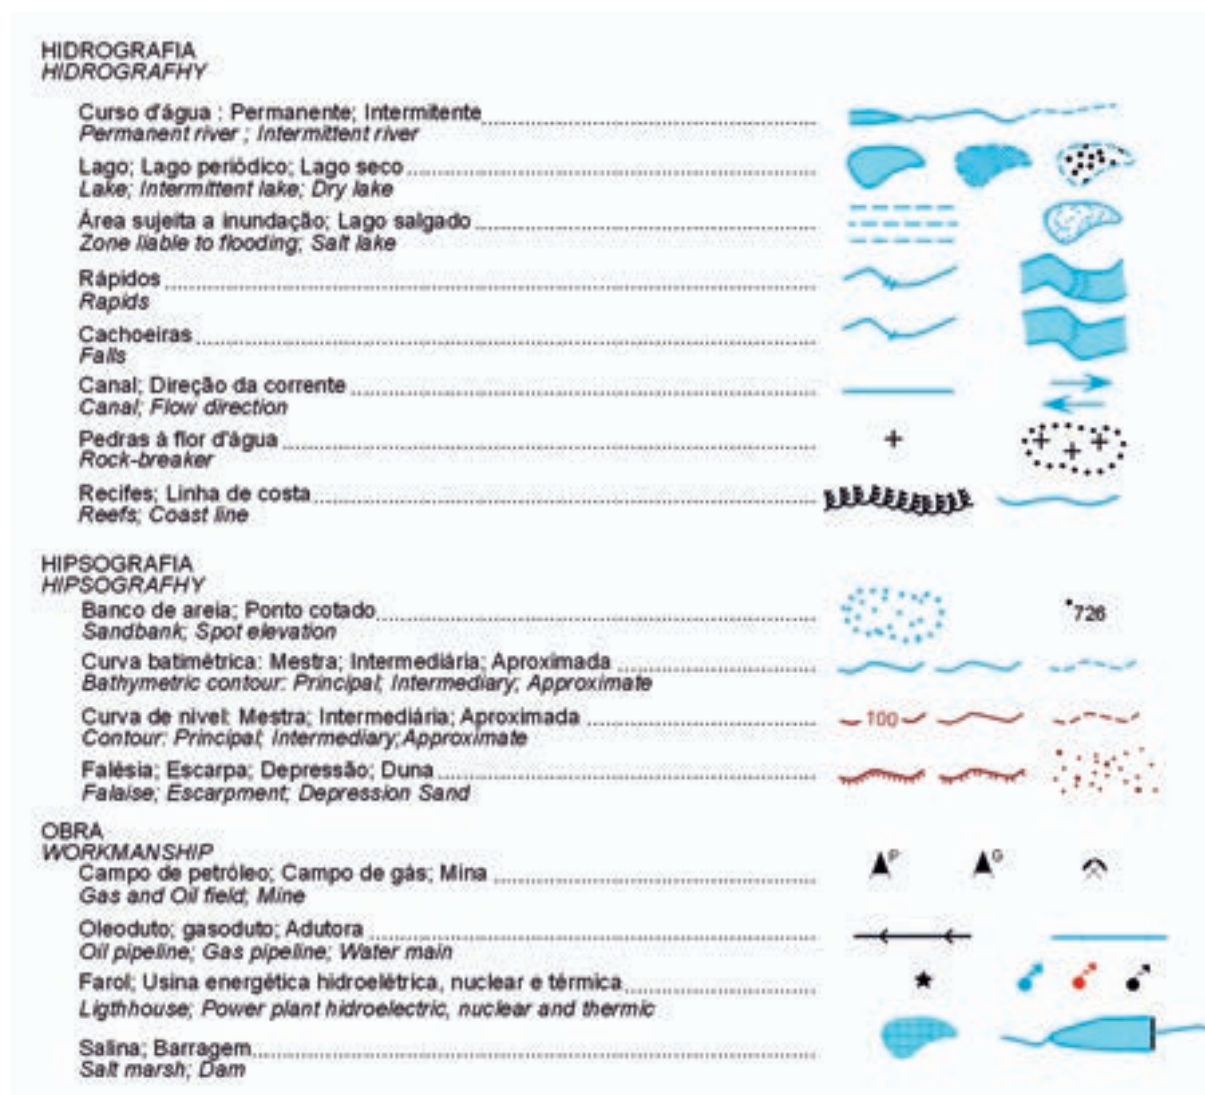 HIDROGRAFIA
HIDROGRAFHY
Curso d'água : Permanente; Intermitente
Permanent river ; Intermittent river
Lago; Lago periódico; Lago seco
Lake; Intermittent lake; Dry lake
Área sujeita a inundação; Lago salgado
Zone liable to flooding; Salt lake
Rápidos
Rapids
Cachoeiras
Falls
Canal; Direção da corrente
Canal; Flow direction
Pedras à flor d'água
Rock-breaker
Recifes; Linha de costa
Reefs; Coast line
HIPSOGRAFIA
HIPSOGRAFHY
Banco de areia; Ponto cotado
726
Sandbank; Spot elevation
Curva batimétrica: Mestra; Intermediária; Aproximada
Bathymetric contour: Principal; Intermediary; Approximate
Curva de nível: Mestra; Intermediária; Aproximada
100
Contour: Principal; Intermediary; Approximate
Falésia; Escarpa; Depressão; Duna
Falaise; Escarpment; Depression Sand
OBRA
WORKMANSHIP
Campo de petróleo; Campo de gás; Mina
P G
Gas and Oil field; Mine
Oleoduto; gasoduto; Adutora
Oil pipeline; Gas pipeline; Water main
Farol; Usina energética hidroelétrica, nuclear e térmica
Ligthhouse; Power plant hidroelectric, nuclear and thermic
Salina; Barragem
Salt marsh; Dam